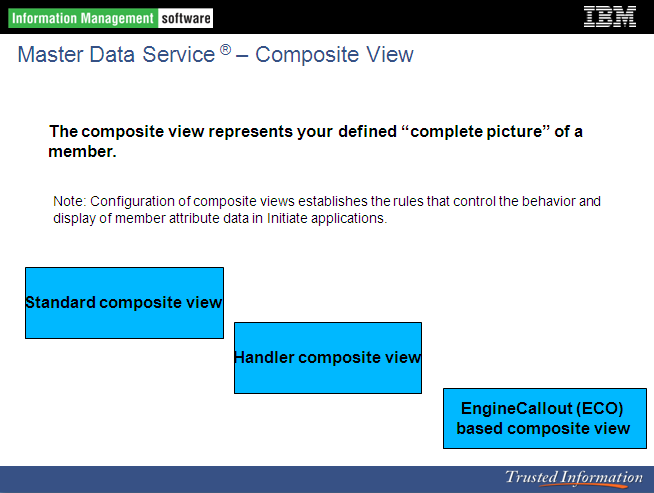 Information Management software
IBM
Master Data Service ® – Composite View
The composite view represents your defined “complete picture” of a
member.
Note: Configuration of composite views establishes the rules that control the behavior and
display of member attribute data in Initiate applications.
Standard composite view
Handler composite view
EngineCallout (ECO)
based composite view
Trusted Information